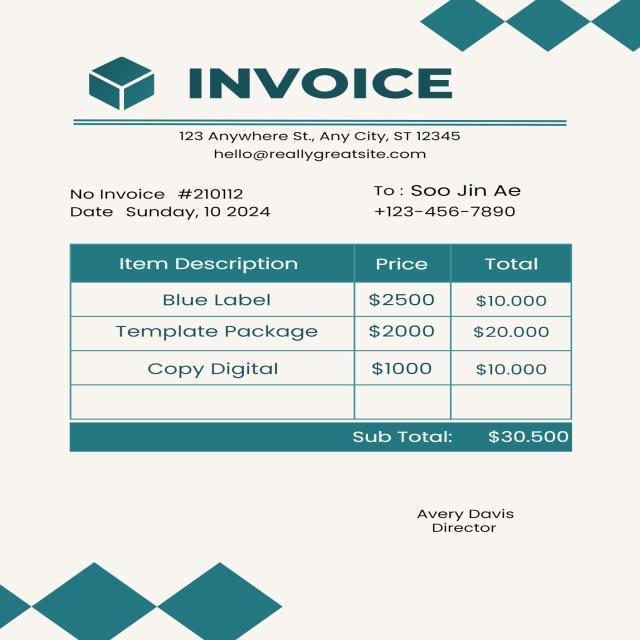 INVOICE
123 Anywhere St., Any City, ST 12345
hello@reallygreatsite.com
No Invoice #210112
To : Soo Jin Ae
Date Sunday, 10 2024
+123-456-7890
Item Description Price Total
Blue Label $2500 $10.000
Template Package $2000 $20.000
Copy Digital $1000 $10.000
Sub Total: $30.500
Avery Davis
Director